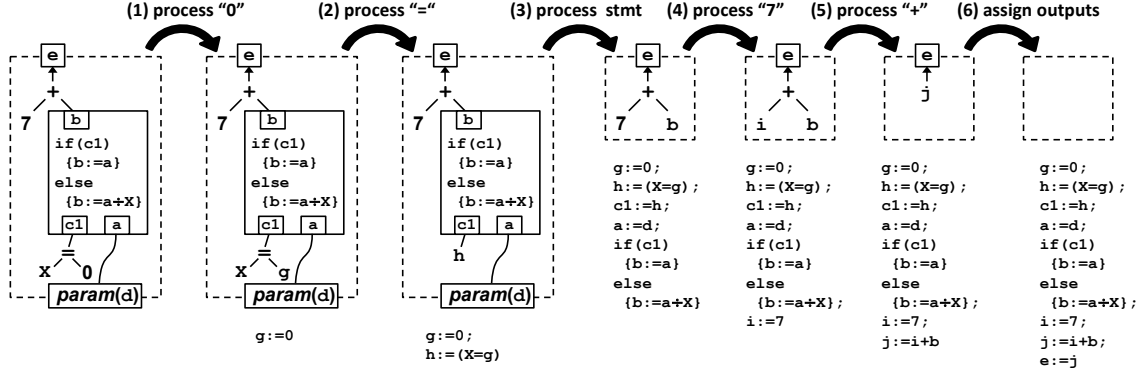 (1) process “0”
(2) process “=”
(3) process stmt
(4) process “7”
(5) process “+”
(6) assign outputs
e
+
7
b
if(c1)
{b:=a}
else
{b:=a÷X}
c1
a
=
X
0
param(d)
e
+
7
b
if(c1)
{b:=a}
else
{b:=a÷X}
c1
a
=
X
g
param(d)
g:=0
e
+
7
b
if(c1)
{b:=a}
else
{b:=a÷X}
c1
a
h
param(d)
g:=0;
h:=(X=g)
e
+
7 b
g:=0;
h:=(X=g);
c1:=h;
a:=d;
if(c1)
{b:=a}
else
{b:=a÷X}
e
+
i b
g:=0;
h:=(X=g);
c1:=h;
a:=d;
if(c1)
{b:=a}
else
{b:=a÷X};
i:=7
e
j
g:=0;
h:=(X=g);
c1:=h;
a:=d;
if(c1)
{b:=a}
else
{b:=a÷X};
i:=7;
j:=i+b
g:=0;
h:=(X=g);
c1:=h;
a:=d;
if(c1)
{b:=a}
else
{b:=a÷X};
i:=7;
j:=i+b;
e:=j